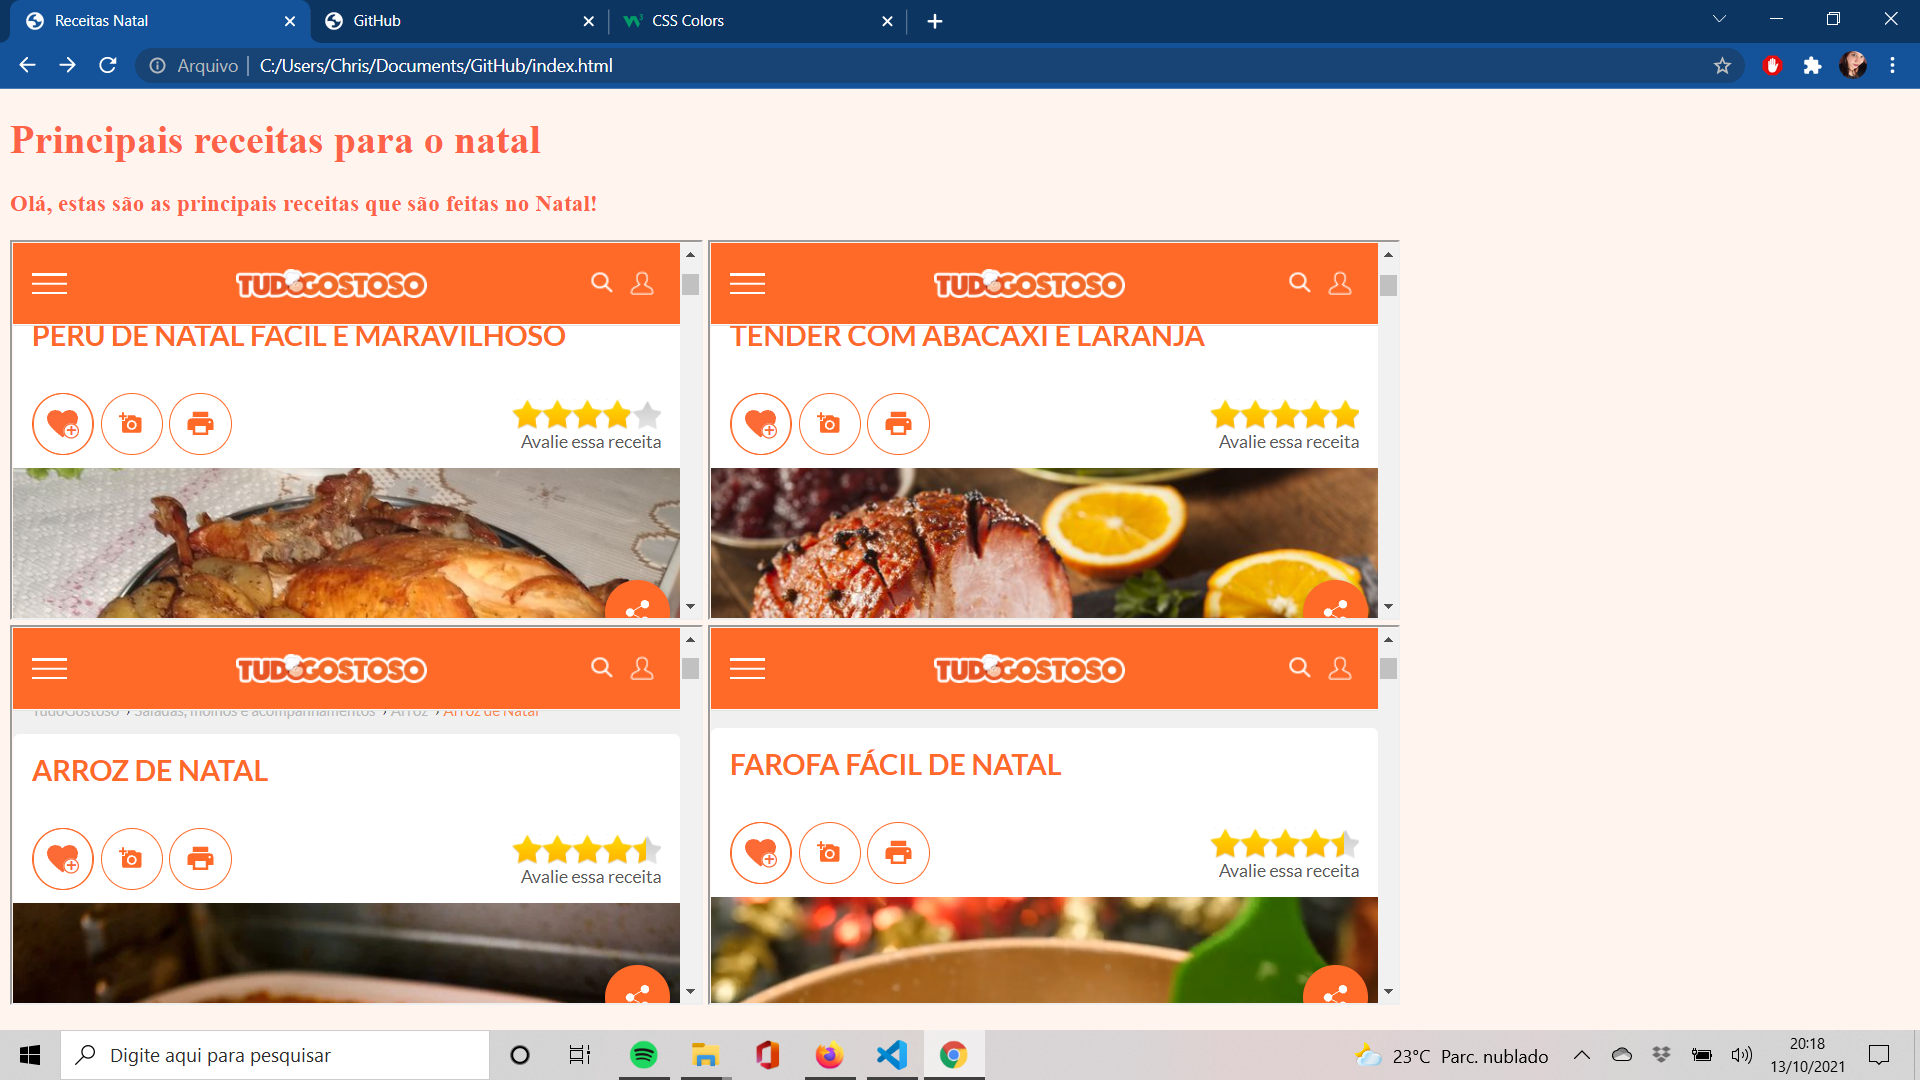 Receitas Natal
GitHub
CSS Colors
Arquivo
C:/Users/Chris/Documents/GitHub/index.html
Principais receitas para o natal
Olá, estas são as principais receitas que são feitas no Natal!
TUDOGOSTOSO
PERU DE NATAL FÁCIL E MARAVILHOSO
Avalie essa receita
TUDOGOSTOSO
TENDER COM ABACAXI E LARANJA
Avalie essa receita
TUDOGOSTOSO
TudoGostoso › Saladas, molhos e acompanhamentos › Arroz › Arroz de Natal
ARROZ DE NATAL
Avalie essa receita
TUDOGOSTOSO
FAROFA FÁCIL DE NATAL
Avalie essa receita
Digite aqui para pesquisar
23°C Parc. nublado
20:18
13/10/2021